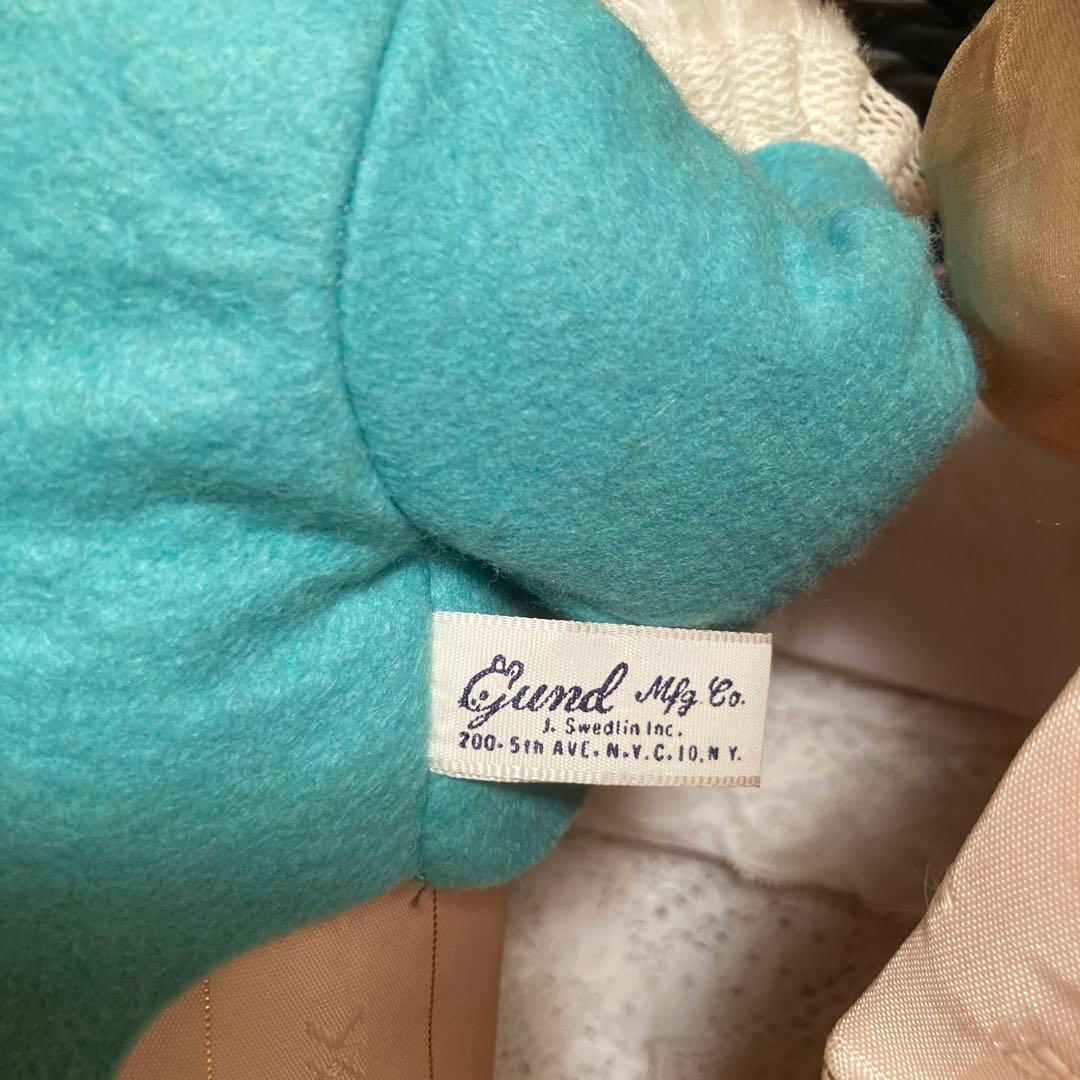 Gund Mfg. Co.
J. Swedlin Inc.
200-5th AVE. N.Y.C. 10, N.Y.